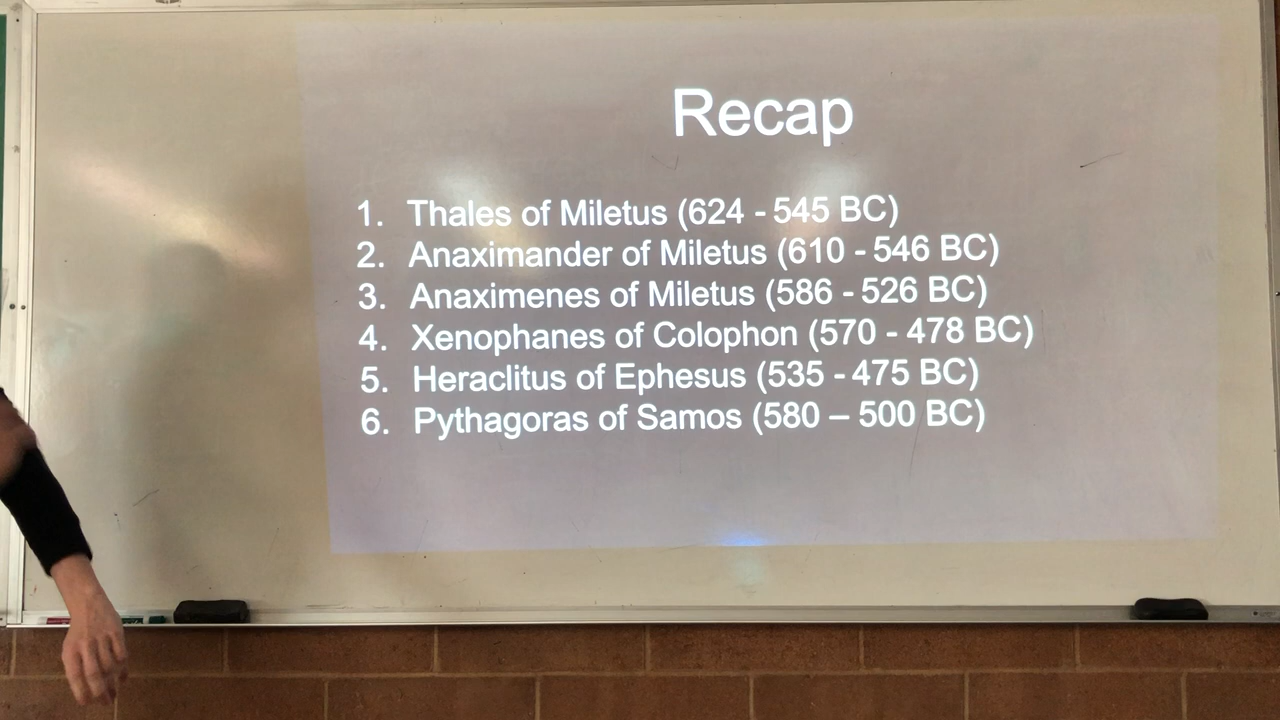 Recap
1. Thales of Miletus (624 - 545 BC)
2. Anaximander of Miletus (610 - 546 BC)
3. Anaximenes of Miletus (586 - 526 BC)
4. Xenophanes of Colophon (570 - 478 BC)
5. Heraclitus of Ephesus (535 - 475 BC)
6. Pythagoras of Samos (580 – 500 BC)